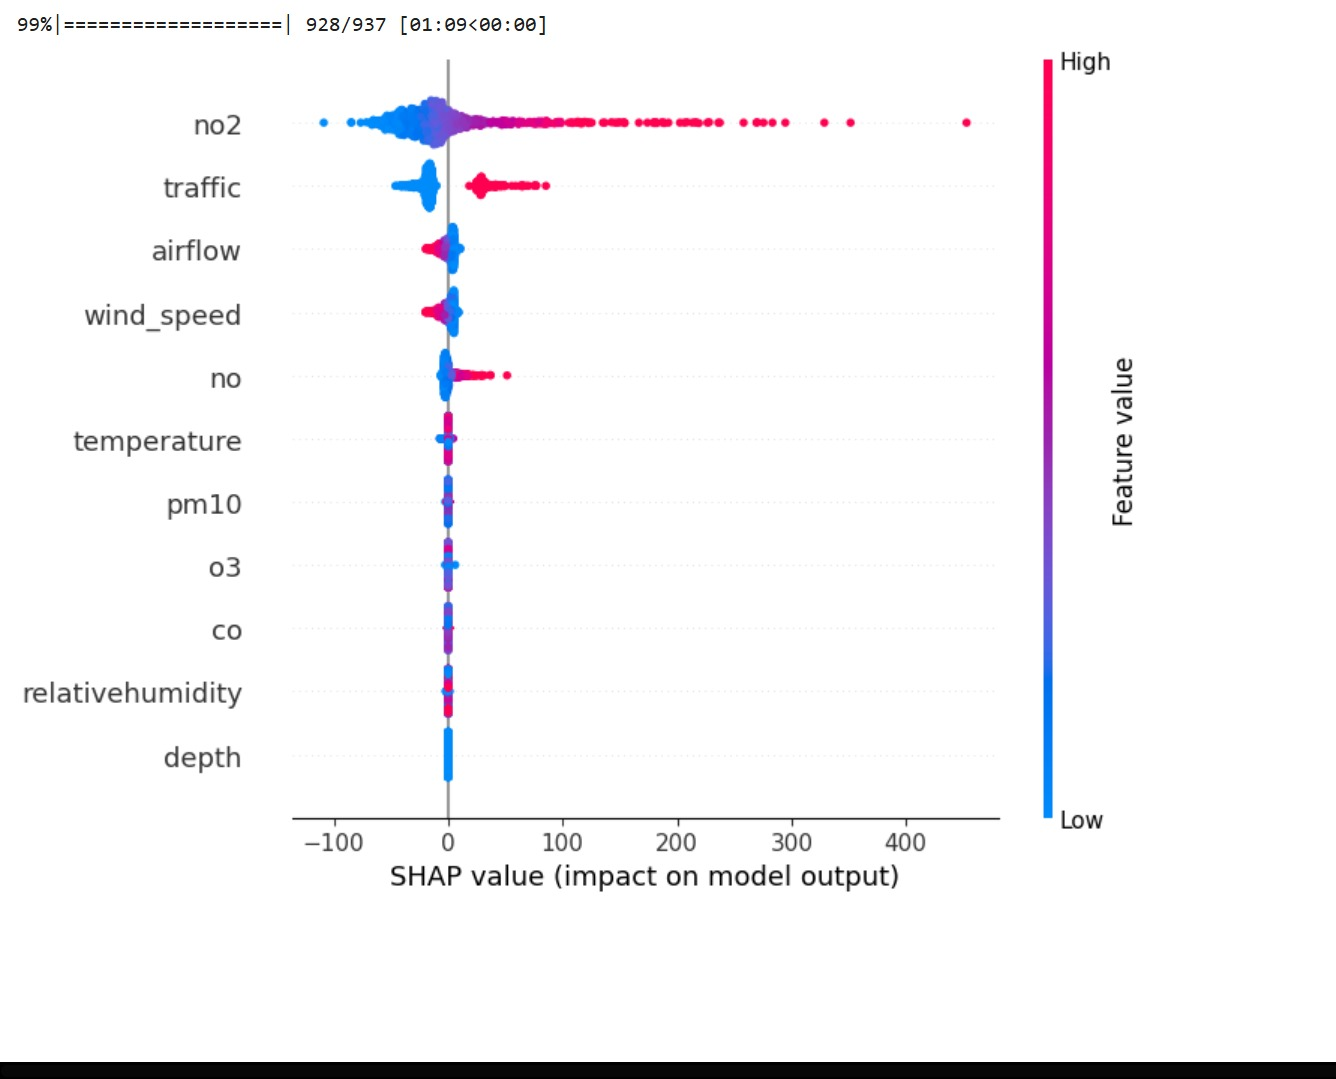 99%|===================| 928/937 [01:09<00:00]
High
no2
traffic
airflow
wind_speed
no
temperature
pm10
o3
co
relativehumidity
depth
Feature value
Low
−100 0 100 200 300 400
SHAP value (impact on model output)